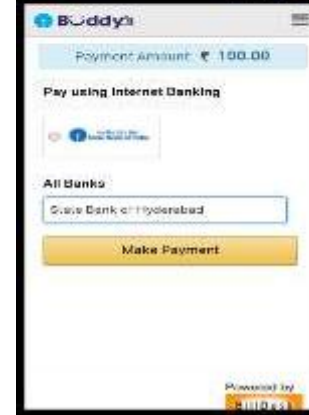 Buddy's
Payment Amount: ₹ 100.00
Pay using Internet Banking
All Banks
State Bank of Hyderabad
Make Payment
Powered by
BillDesk